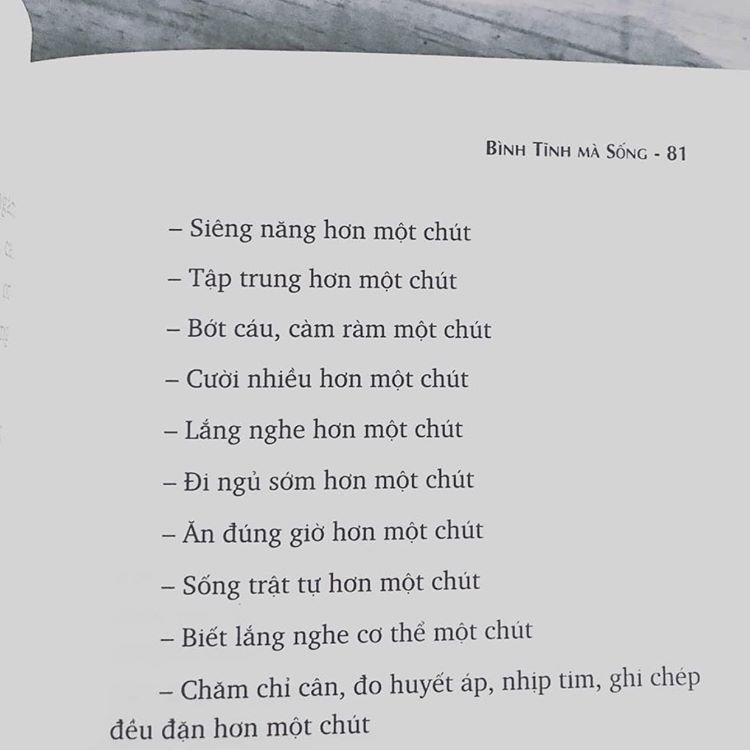 BÌNH TĨNH MÀ SỐNG - 81
– Siêng năng hơn một chút
– Tập trung hơn một chút
– Bớt cáu, càm ràm một chút
– Cười nhiều hơn một chút
– Lắng nghe hơn một chút
– Đi ngủ sớm hơn một chút
– Ăn đúng giờ hơn một chút
– Sống trật tự hơn một chút
– Biết lắng nghe cơ thể một chút
– Chăm chỉ cân, đo huyết áp, nhịp tim, ghi chép
đều đặn hơn một chút